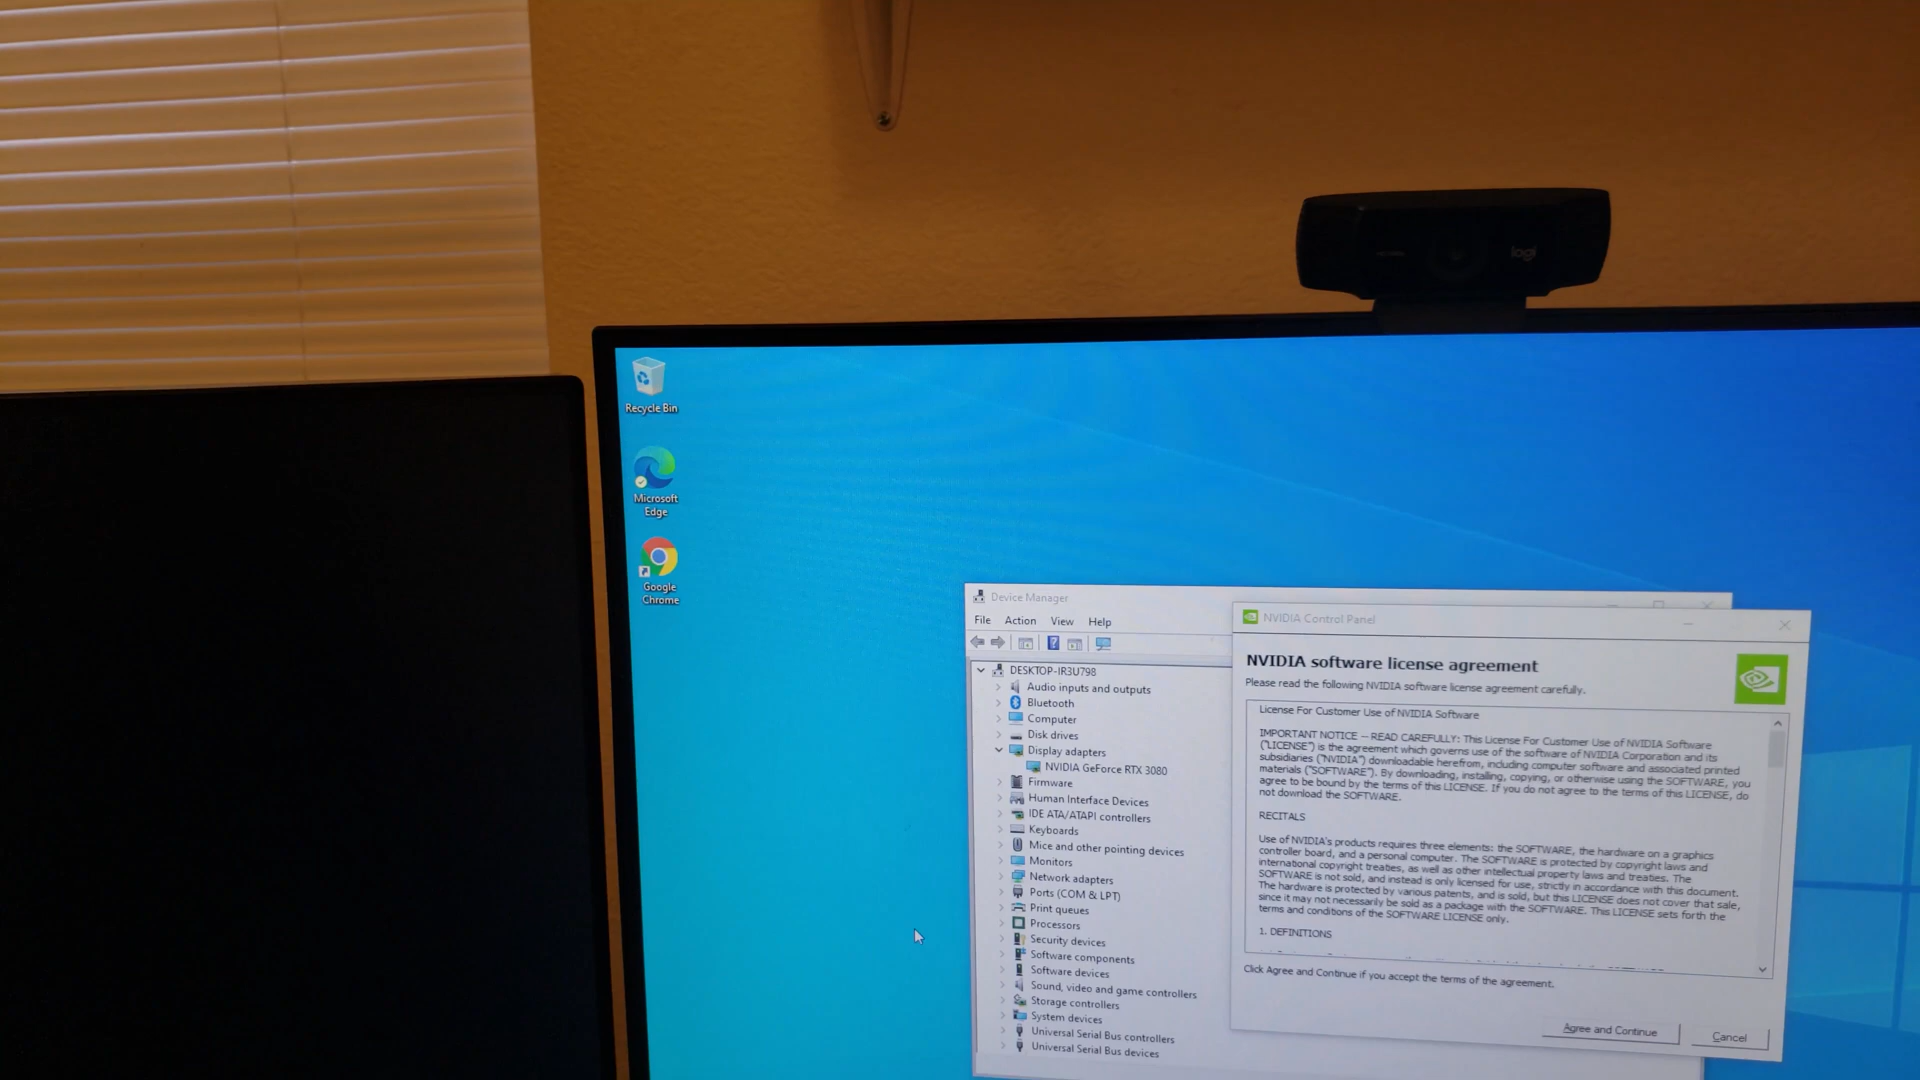 logi
Recycle Bin
Microsoft
Edge
Google
Chrome
Device Manager
File Action View Help
DESKTOP-IR3U798
Audio inputs and outputs
Bluetooth
Computer
Disk drives
Display adapters
NVIDIA GeForce RTX 3080
Firmware
Human Interface Devices
IDE ATA/ATAPI controllers
Keyboards
Mice and other pointing devices
Monitors
Network adapters
Ports (COM & LPT)
Print queues
Processors
Security devices
Software components
Software devices
Sound, video and game controllers
Storage controllers
System devices
Universal Serial Bus controllers
Universal Serial Bus devices
NVIDIA Control Panel
NVIDIA software license agreement
Please read the following NVIDIA software license agreement carefully.
License For Customer Use of NVIDIA Software
IMPORTANT NOTICE -- READ CAREFULLY: This License For Customer Use of NVIDIA Software
("LICENSE") is the agreement which governs use of the software of NVIDIA Corporation and its
subsidiaries ("NVIDIA") downloadable herefrom, including computer software and associated printed
materials ("SOFTWARE"). By downloading, installing, copying, or otherwise using the SOFTWARE, you
agree to be bound by the terms of this LICENSE. If you do not agree to the terms of this LICENSE, do
not download the SOFTWARE.
RECITALS
Use of NVIDIA's products requires three elements: the SOFTWARE, the hardware on a graphics
controller board, and a personal computer. The SOFTWARE is protected by copyright laws and
international copyright treaties, as well as other intellectual property laws and treaties. The
SOFTWARE is not sold, and instead is only licensed for use, strictly in accordance with this document.
The hardware is protected by various patents, and is sold, but this LICENSE does not cover that sale,
since it may not necessarily be sold as a package with the SOFTWARE. This LICENSE sets forth the
terms and conditions of the SOFTWARE LICENSE only.
1. DEFINITIONS
Click Agree and Continue if you accept the terms of the agreement.
Agree and Continue
Cancel